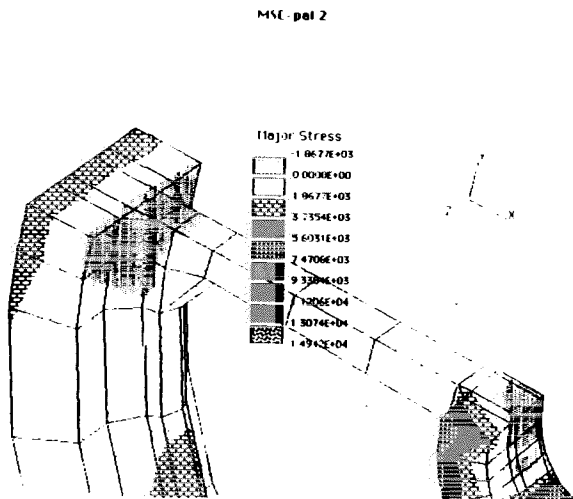 MSC-pal 2
Major Stress
-1.8677E+03
0.0000E+00
1.8677E+03
3.7354E+03
5.6031E+03
7.4706E+03
9.3384E+03
1.1206E+04
1.3074E+04
1.4942E+04
Y
Z
X